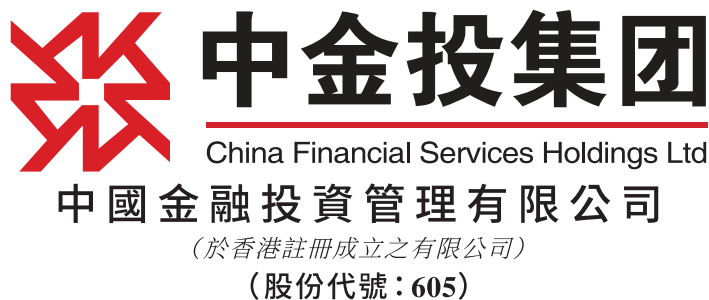 中金投集团
China Financial Services Holdings Ltd
中國金融投資管理有限公司
（於香港註冊成立之有限公司）
（股份代號：605）